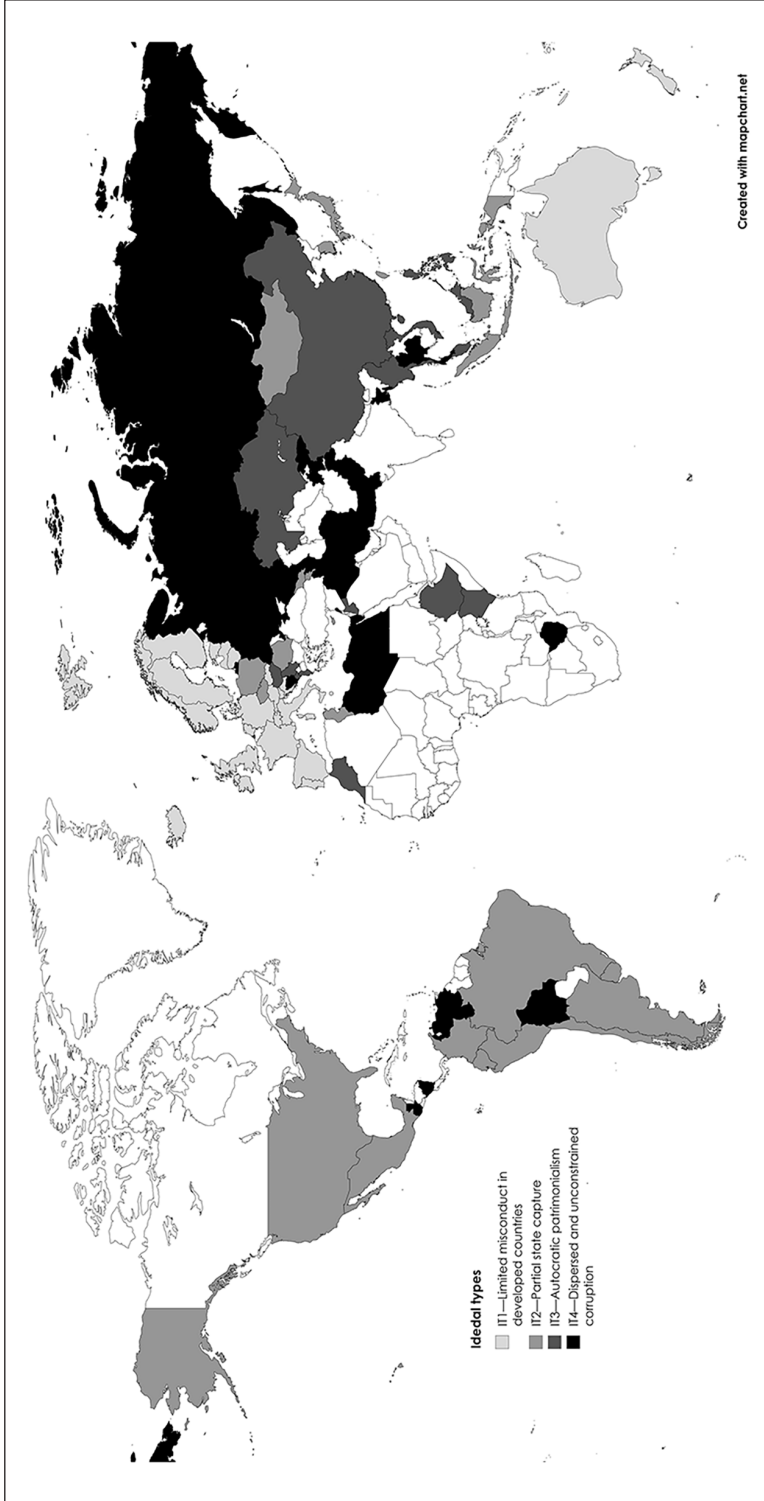 Idedal types
IT1—Limited misconduct in
developed countries
IT2—Partial state capture
IT3—Autocratic patrimonialism
IT4—Dispersed and unconstrained
corruption
Created with mapchart.net